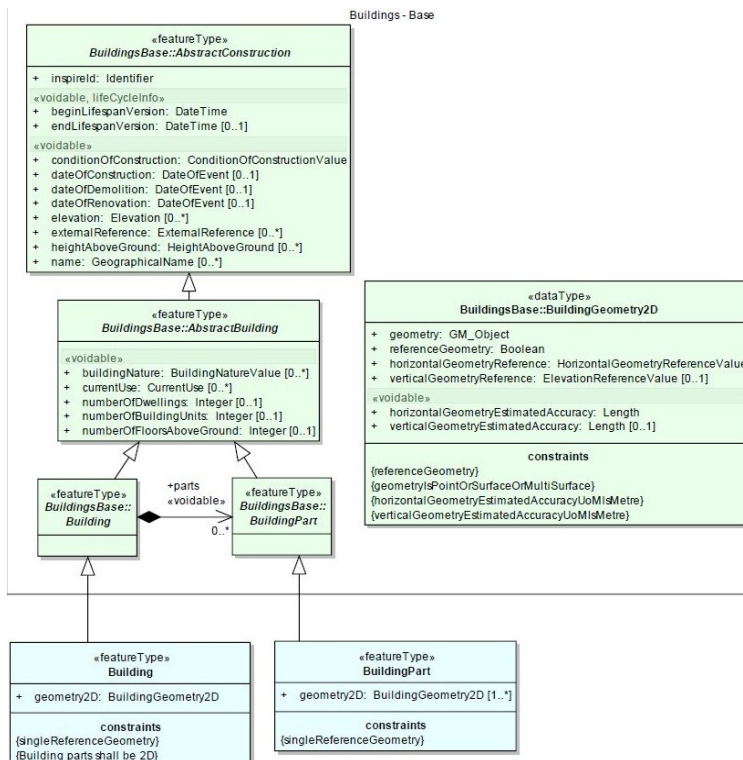 Buildings - Base
«featureType»
BuildingsBase::AbstractConstruction
+ inspireId: Identifier
«voidable, lifeCycleInfo»
+ beginLifespanVersion: DateTime
+ endLifespanVersion: DateTime [0..1]
«voidable»
+ conditionOfConstruction: ConditionOfConstructionValue
+ dateOfConstruction: DateOfEvent [0..1]
+ dateOfDemolition: DateOfEvent [0..1]
+ dateOfRenovation: DateOfEvent [0..1]
+ elevation: Elevation [0..*]
+ externalReference: ExternalReference [0..*]
+ heightAboveGround: HeightAboveGround [0..*]
+ name: GeographicalName [0..*]
«featureType»
BuildingsBase::AbstractBuilding
«voidable»
+ buildingNature: BuildingNatureValue [0..*]
+ currentUse: CurrentUse [0..*]
+ numberOfDwellings: Integer [0..1]
+ numberOfBuildingUnits: Integer [0..1]
+ numberOfFloorsAboveGround: Integer [0..1]
«dataType»
BuildingsBase::BuildingGeometry2D
+ geometry: GM_Object
+ referenceGeometry: Boolean
+ horizontalGeometryReference: HorizontalGeometryReferenceValue
+ verticalGeometryReference: ElevationReferenceValue [0..1]
«voidable»
+ horizontalGeometryEstimatedAccuracy: Length
+ verticalGeometryEstimatedAccuracy: Length [0..1]
constraints
{referenceGeometry}
{geometryIsPointOrSurfaceOrMultiSurface}
{horizontalGeometryEstimatedAccuracyUoMIsMetre}
{verticalGeometryEstimatedAccuracyUoMIsMetre}
«featureType»
BuildingsBase::
Building
+parts
«voidable»
0..*
«featureType»
BuildingsBase::
BuildingPart
«featureType»
Building
+ geometry2D: BuildingGeometry2D
constraints
{singleReferenceGeometry}
{Building parts shall be 2D}
«featureType»
BuildingPart
+ geometry2D: BuildingGeometry2D [1..*]
constraints
{singleReferenceGeometry}